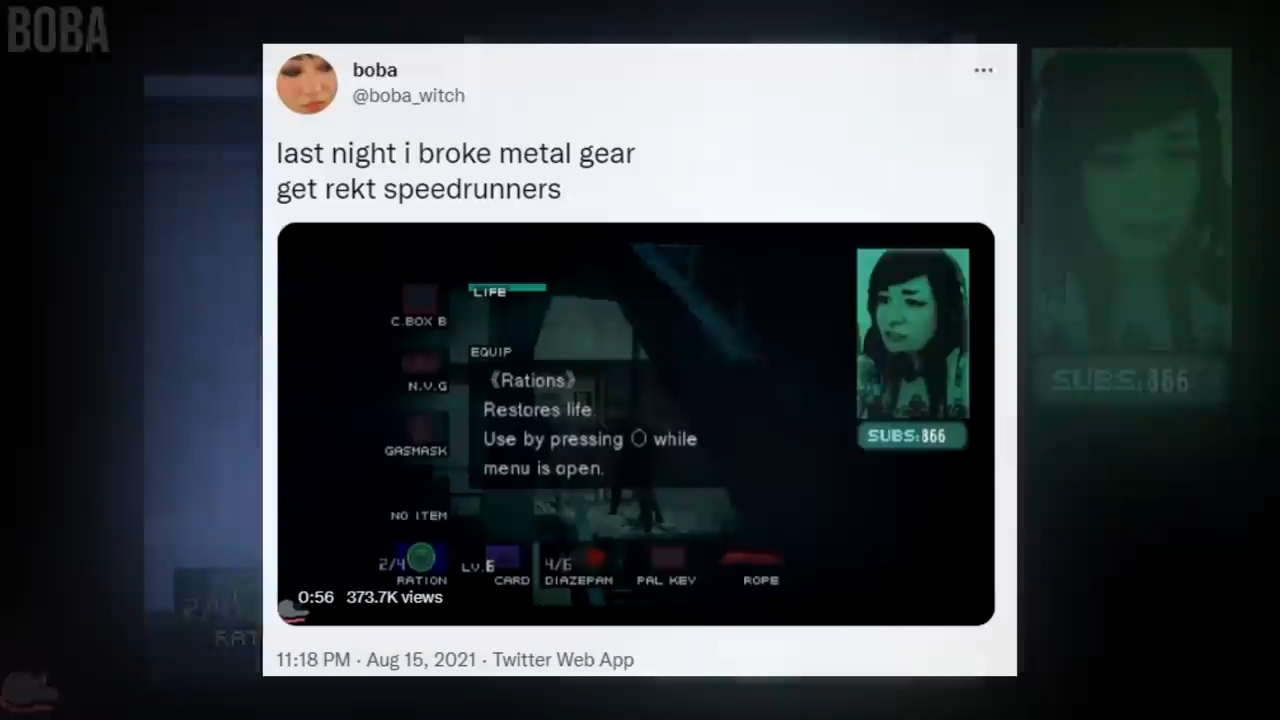 BOBA
boba
@boba_witch
last night i broke metal gear
get rekt speedrunners
LIFE
C.BOX B
EQUIP
《Rations》
N.V.G
Restores life.
Use by pressing ○ while
menu is open.
SUBS:866
SUBS:866
GASMASK
NO ITEM
2/4
RATION
LV.6
CARD
4/6
DIAZEPAM
PAL KEY
ROPE
0:56 373.7K views
2/4
RAT
11:18 PM · Aug 15, 2021 · Twitter Web App